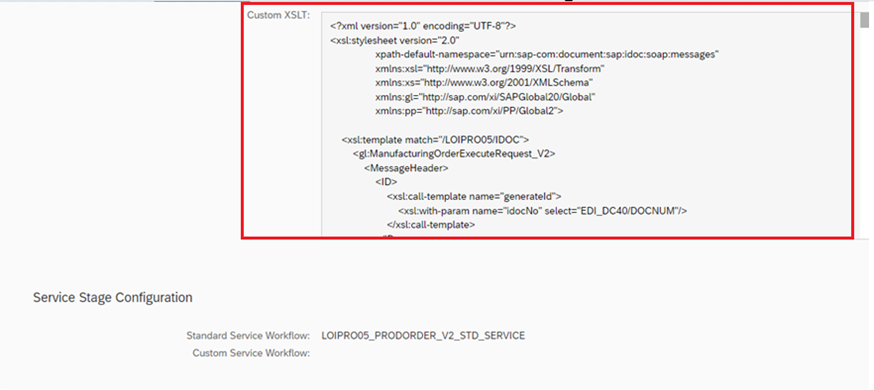 Custom XSLT:
<?xml version="1.0" encoding="UTF-8"?>
<xsl:stylesheet version="2.0"
xpath-default-namespace="urn:sap-com:document:sap:idoc:soap:messages"
xmlns:xsl="http://www.w3.org/1999/XSL/Transform"
xmlns:xs="http://www.w3.org/2001/XMLSchema"
xmlns:gl="http://sap.com/xi/SAPGlobal20/Global"
xmlns:pp="http://sap.com/xi/PP/Global2">
<xsl:template match="/LOIPRO05/IDOC">
<gl:ManufacturingOrderExecuteRequest_V2>
<MessageHeader>
<ID>
<xsl:call-template name="generateId">
<xsl:with-param name="idocNo" select="EDI_DC40/DOCNUM"/>
</xsl:call-template>
Service Stage Configuration
Standard Service Workflow: LOIPRO05_PRODORDER_V2_STD_SERVICE
Custom Service Workflow: